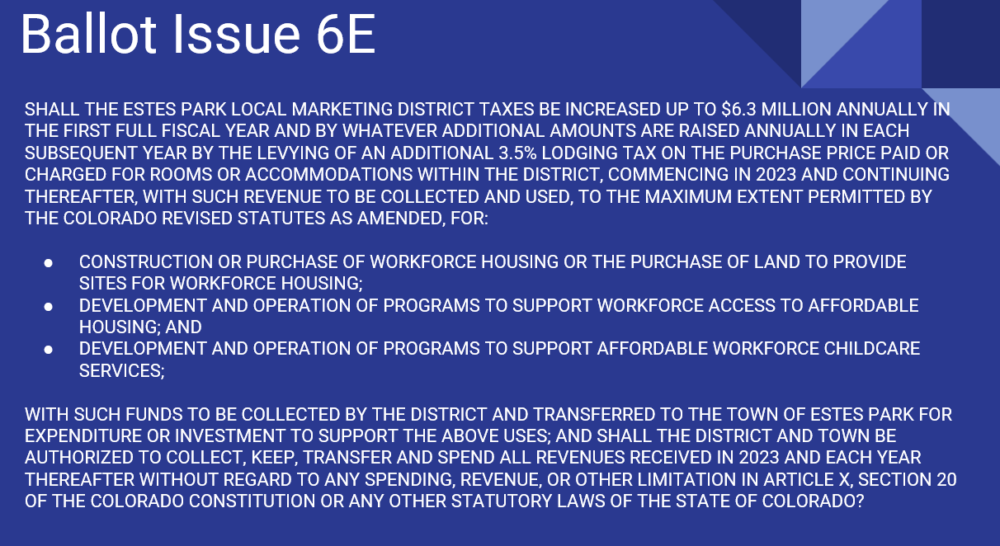 Ballot Issue 6E
SHALL THE ESTES PARK LOCAL MARKETING DISTRICT TAXES BE INCREASED UP TO $6.3 MILLION ANNUALLY IN
THE FIRST FULL FISCAL YEAR AND BY WHATEVER ADDITIONAL AMOUNTS ARE RAISED ANNUALLY IN EACH
SUBSEQUENT YEAR BY THE LEVYING OF AN ADDITIONAL 3.5% LODGING TAX ON THE PURCHASE PRICE PAID OR
CHARGED FOR ROOMS OR ACCOMMODATIONS WITHIN THE DISTRICT, COMMENCING IN 2023 AND CONTINUING
THEREAFTER, WITH SUCH REVENUE TO BE COLLECTED AND USED, TO THE MAXIMUM EXTENT PERMITTED BY
THE COLORADO REVISED STATUTES AS AMENDED, FOR:
● CONSTRUCTION OR PURCHASE OF WORKFORCE HOUSING OR THE PURCHASE OF LAND TO PROVIDE
SITES FOR WORKFORCE HOUSING;
● DEVELOPMENT AND OPERATION OF PROGRAMS TO SUPPORT WORKFORCE ACCESS TO AFFORDABLE
HOUSING; AND
● DEVELOPMENT AND OPERATION OF PROGRAMS TO SUPPORT AFFORDABLE WORKFORCE CHILDCARE
SERVICES;
WITH SUCH FUNDS TO BE COLLECTED BY THE DISTRICT AND TRANSFERRED TO THE TOWN OF ESTES PARK FOR
EXPENDITURE OR INVESTMENT TO SUPPORT THE ABOVE USES; AND SHALL THE DISTRICT AND TOWN BE
AUTHORIZED TO COLLECT, KEEP, TRANSFER AND SPEND ALL REVENUES RECEIVED IN 2023 AND EACH YEAR
THEREAFTER WITHOUT REGARD TO ANY SPENDING, REVENUE, OR OTHER LIMITATION IN ARTICLE X, SECTION 20
OF THE COLORADO CONSTITUTION OR ANY OTHER STATUTORY LAWS OF THE STATE OF COLORADO?